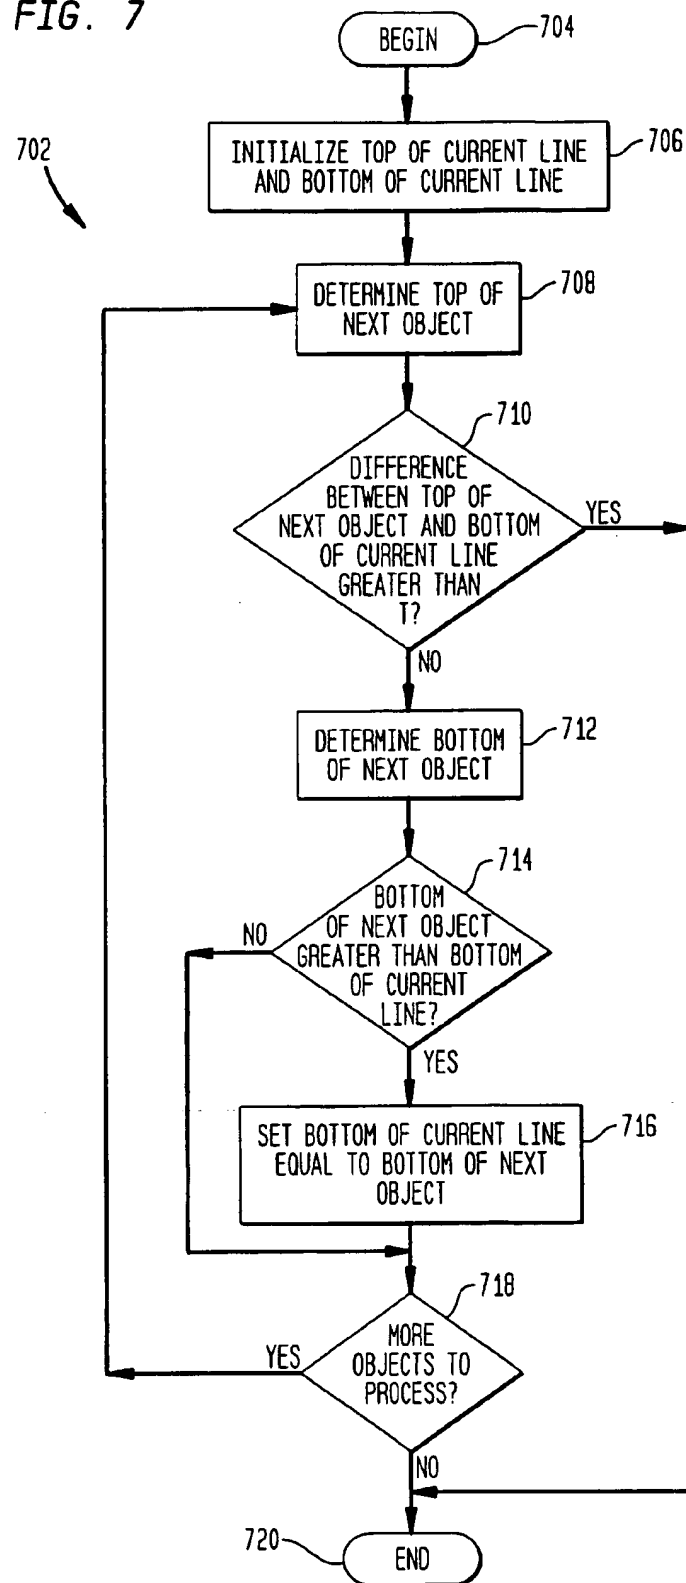 FIG. 7
BEGIN
704
702
INITIALIZE TOP OF CURRENT LINE
AND BOTTOM OF CURRENT LINE
706
DETERMINE TOP OF
NEXT OBJECT
708
710
DIFFERENCE
BETWEEN TOP OF
NEXT OBJECT AND BOTTOM
OF CURRENT LINE
GREATER THAN
T?
YES
NO
DETERMINE BOTTOM
OF NEXT OBJECT
712
714
BOTTOM
OF NEXT OBJECT
GREATER THAN BOTTOM
OF CURRENT
LINE?
NO
YES
SET BOTTOM OF CURRENT LINE
EQUAL TO BOTTOM OF NEXT
OBJECT
716
718
MORE
OBJECTS TO
PROCESS?
YES
NO
720
END